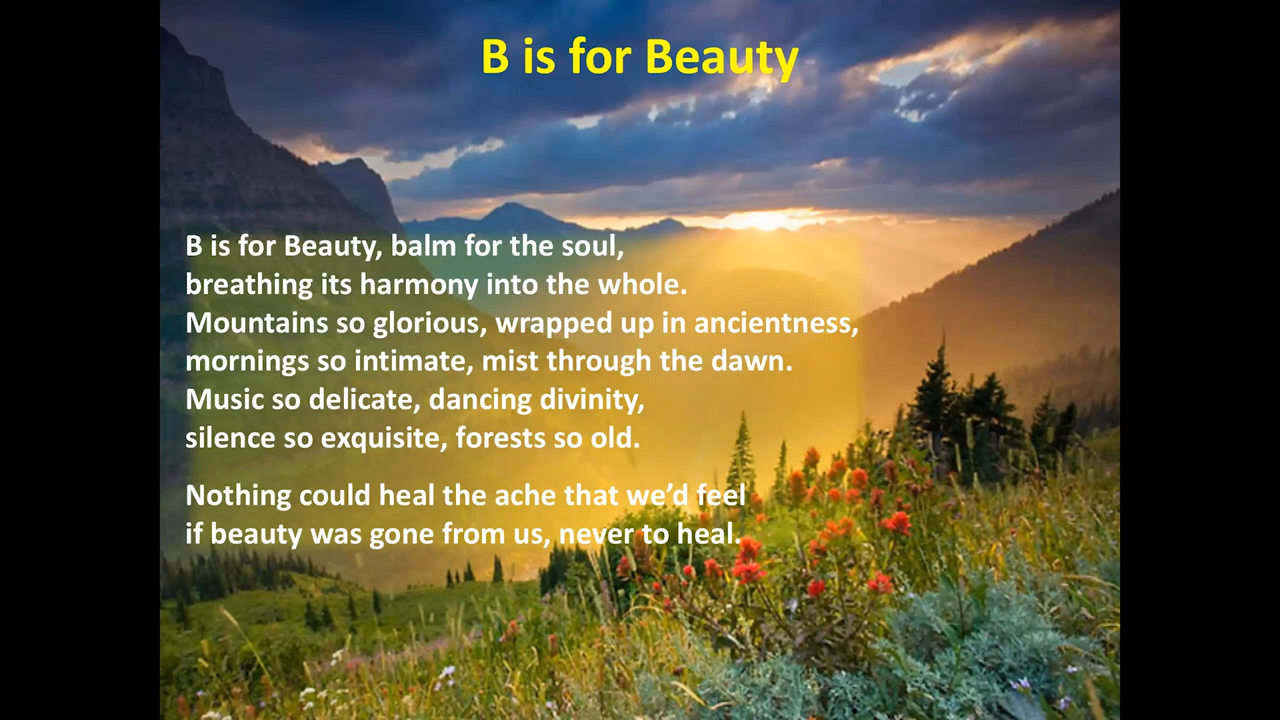 B is for Beauty
B is for Beauty, balm for the soul,
breathing its harmony into the whole.
Mountains so glorious, wrapped up in ancientness,
mornings so intimate, mist through the dawn.
Music so delicate, dancing divinity,
silence so exquisite, forests so old.
Nothing could heal the ache that we’d feel
if beauty was gone from us, never to heal.